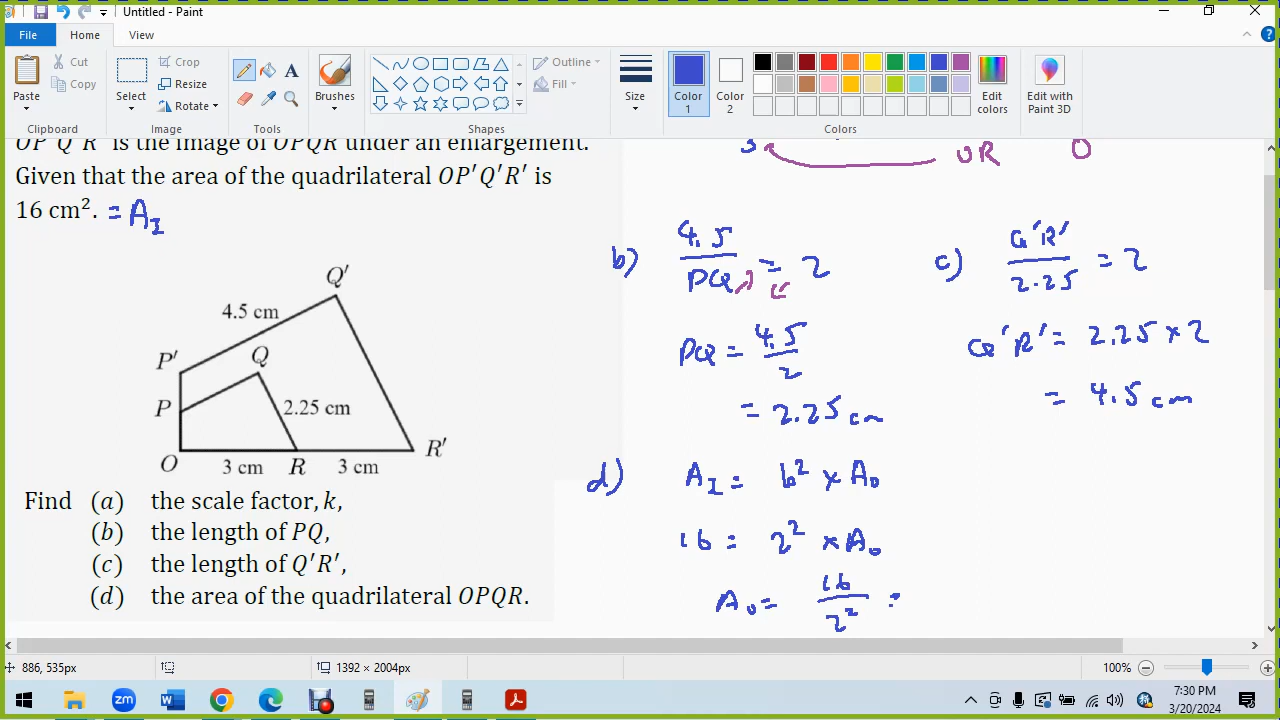 Untitled - Paint
File Home View
Paste Cut Copy
Clipboard
Select Crop Resize Rotate
Image
Tools
Brushes
Shapes
Outline
Fill
Size
Color 1
Color 2
Colors
Edit colors
Edit with Paint 3D
OP′Q′R′ is the image of OPQR under an enlargement.
Given that the area of the quadrilateral OP′Q′R′ is
16 cm². = A_I
Q′
4.5 cm
P′
Q
P
2.25 cm
O
3 cm
R
3 cm
R′
Find (a) the scale factor, k,
(b) the length of PQ,
(c) the length of Q′R′,
(d) the area of the quadrilateral OPQR.
3 OR O
b) 4.5/PQ = 2
PQ = 4.5/2
= 2.25 cm
c) Q′R′/2.25 = 2
Q′R′ = 2.25 × 2
= 4.5 cm
d) A_I = k² × A_o
16 = 2² × A_o
A_o = 16/2² =
886, 535px
1392 × 2004px
100%
7:30 PM
3/20/2024